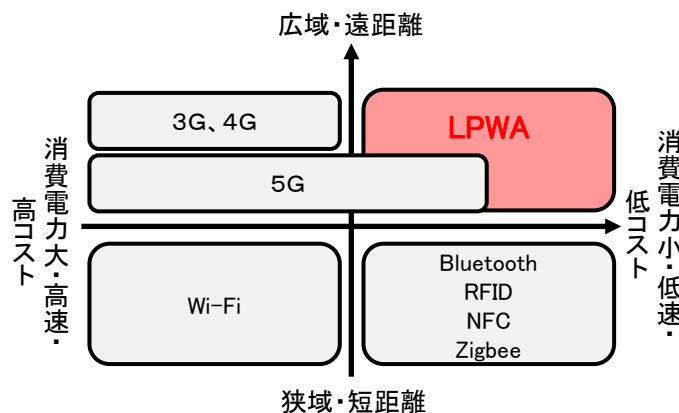 広域・遠距離
3G、4G
LPWA
5G
消費電力大・高速・
高コスト
消費電力小・低速・
低コスト
Wi-Fi
Bluetooth
RFID
NFC
Zigbee
狭域・短距離